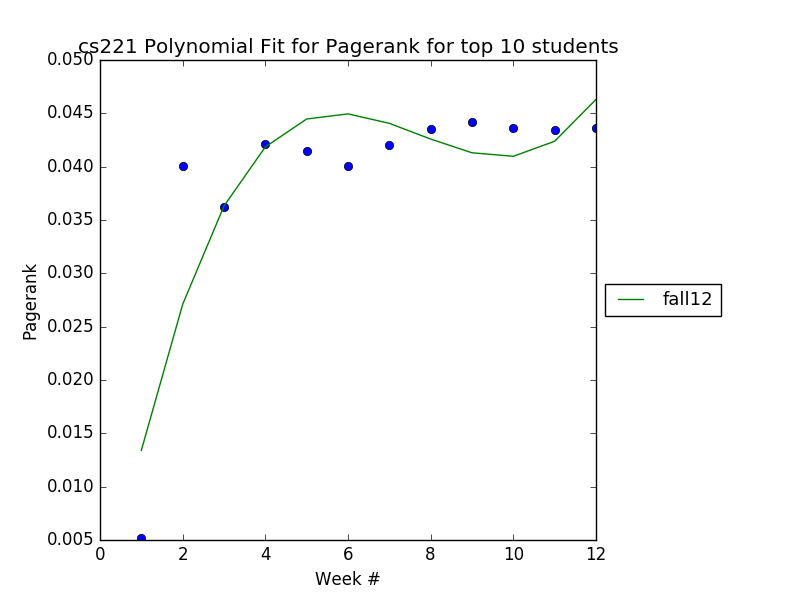 cs221 Polynomial Fit for Pagerank for top 10 students
0.050
0.045
0.040
0.035
0.030
0.025
0.020
0.015
0.010
0.005
Pagerank
0 2 4 6 8 10 12
Week #
fall12